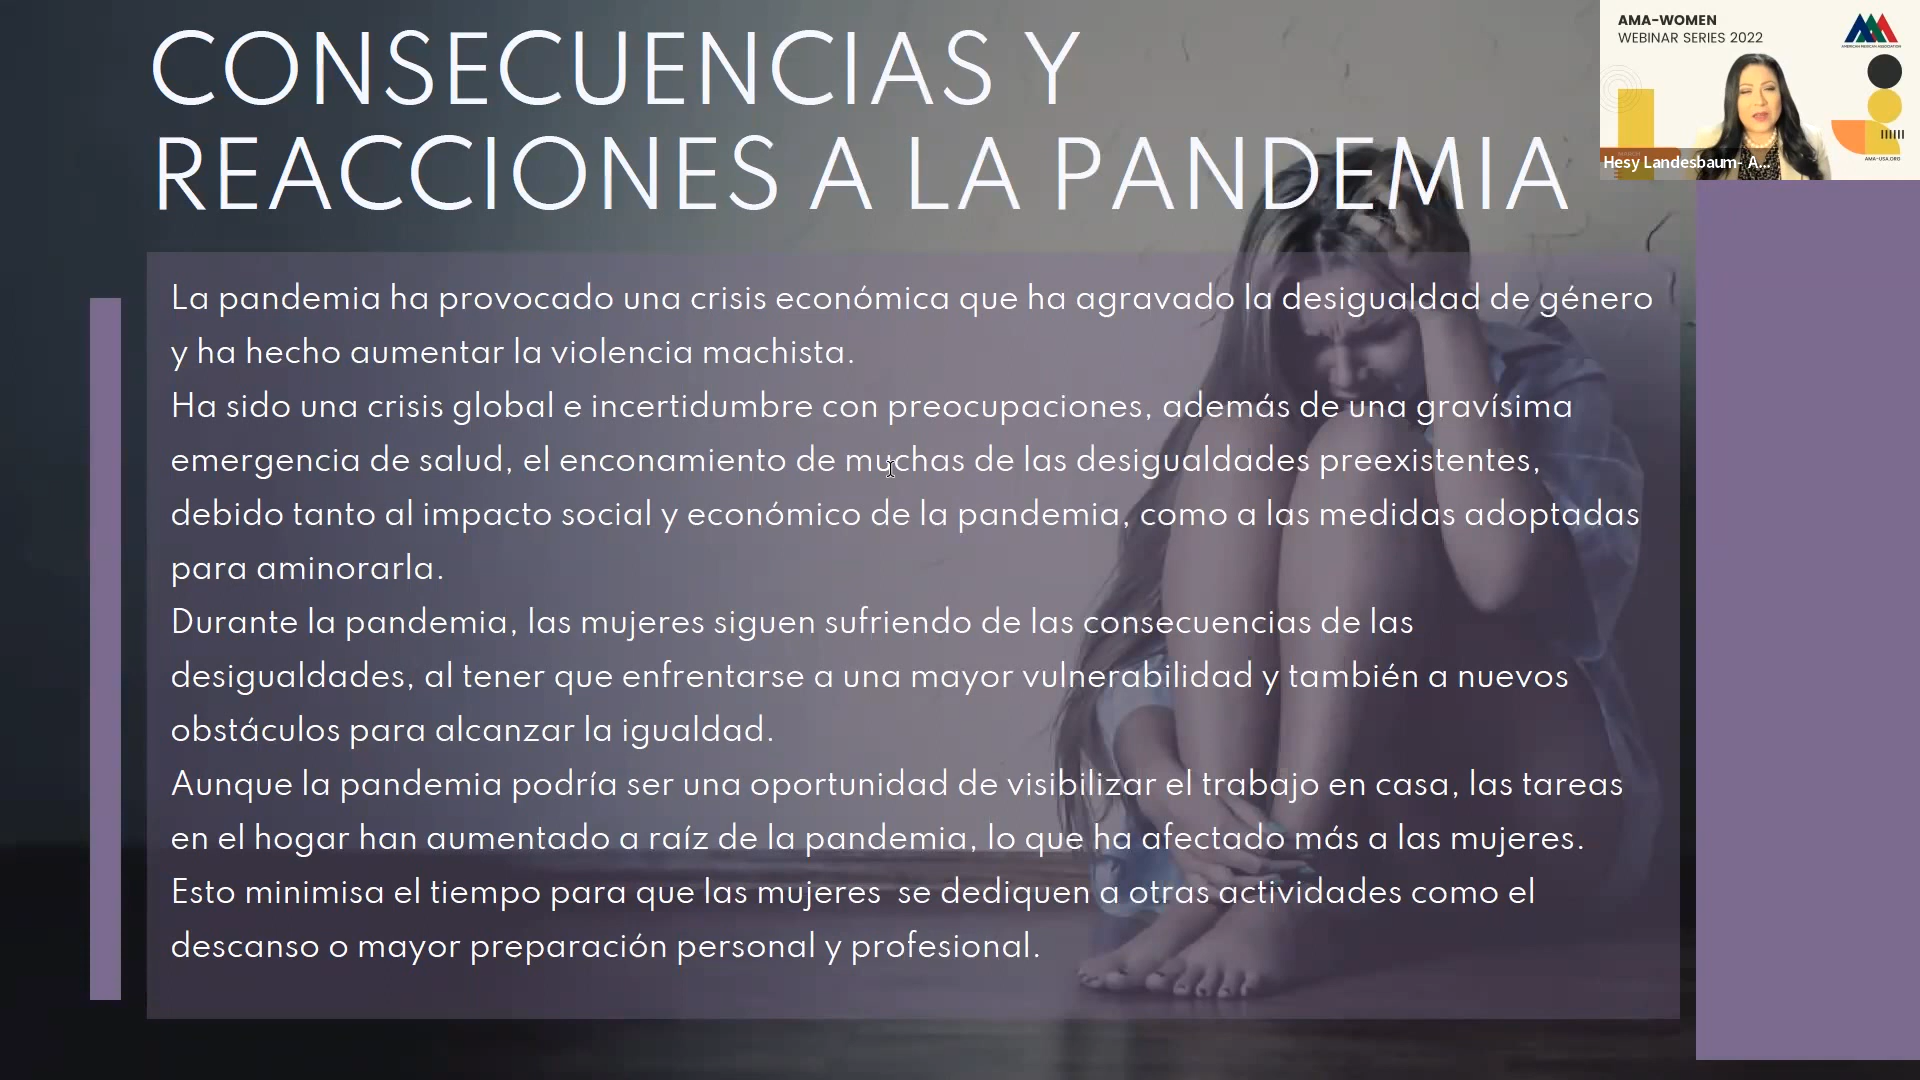 CONSECUENCIAS Y
REACCIONES A LA PANDEMIA
La pandemia ha provocado una crisis económica que ha agravado la desigualdad de género
y ha hecho aumentar la violencia machista.
Ha sido una crisis global e incertidumbre con preocupaciones, además de una gravísima
emergencia de salud, el enconamiento de muchas de las desigualdades preexistentes,
debido tanto al impacto social y económico de la pandemia, como a las medidas adoptadas
para aminorarla.
Durante la pandemia, las mujeres siguen sufriendo de las consecuencias de las
desigualdades, al tener que enfrentarse a una mayor vulnerabilidad y también a nuevos
obstáculos para alcanzar la igualdad.
Aunque la pandemia podría ser una oportunidad de visibilizar el trabajo en casa, las tareas
en el hogar han aumentado a raíz de la pandemia, lo que ha afectado más a las mujeres.
Esto minimisa el tiempo para que las mujeres  se dediquen a otras actividades como el
descanso o mayor preparación personal y profesional.
AMA-WOMEN
WEBINAR SERIES 2022
AMERICAN MEXICAN ASSOCIATION
AMA-USA.ORG
Hesy Landesbaum- A...